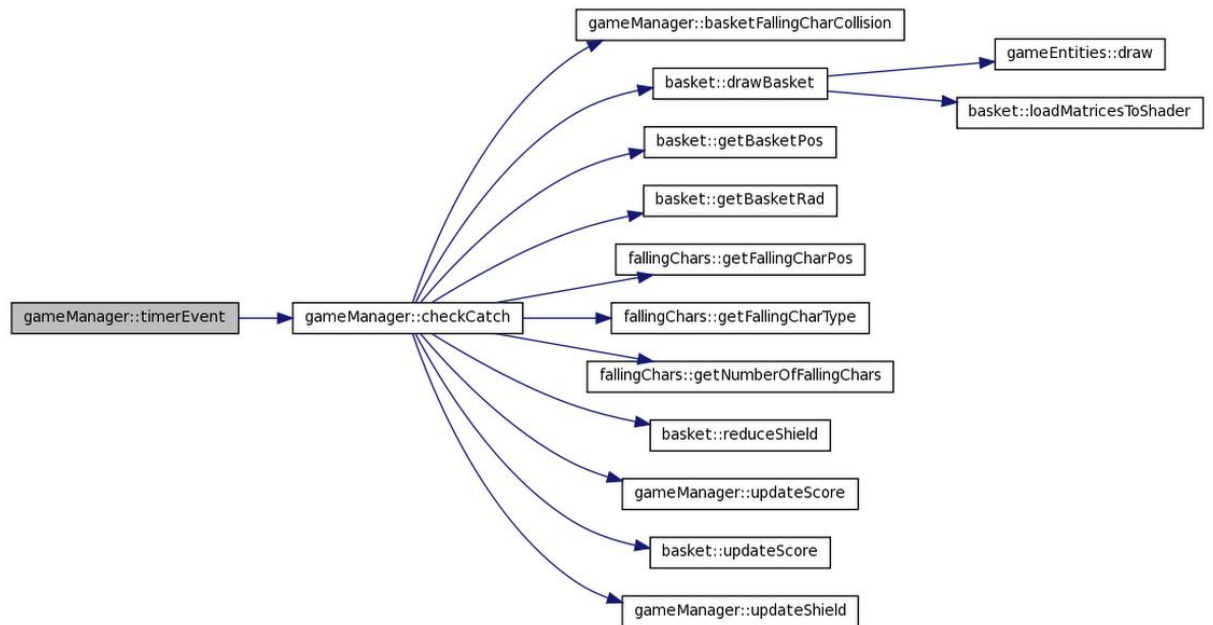 gameManager::basketFallingCharCollision
gameEntities::draw
basket::drawBasket
basket::loadMatricesToShader
basket::getBasketPos
basket::getBasketRad
fallingChars::getFallingCharPos
gameManager::timerEvent
gameManager::checkCatch
fallingChars::getFallingCharType
fallingChars::getNumberOfFallingChars
basket::reduceShield
gameManager::updateScore
basket::updateScore
gameManager::updateShield